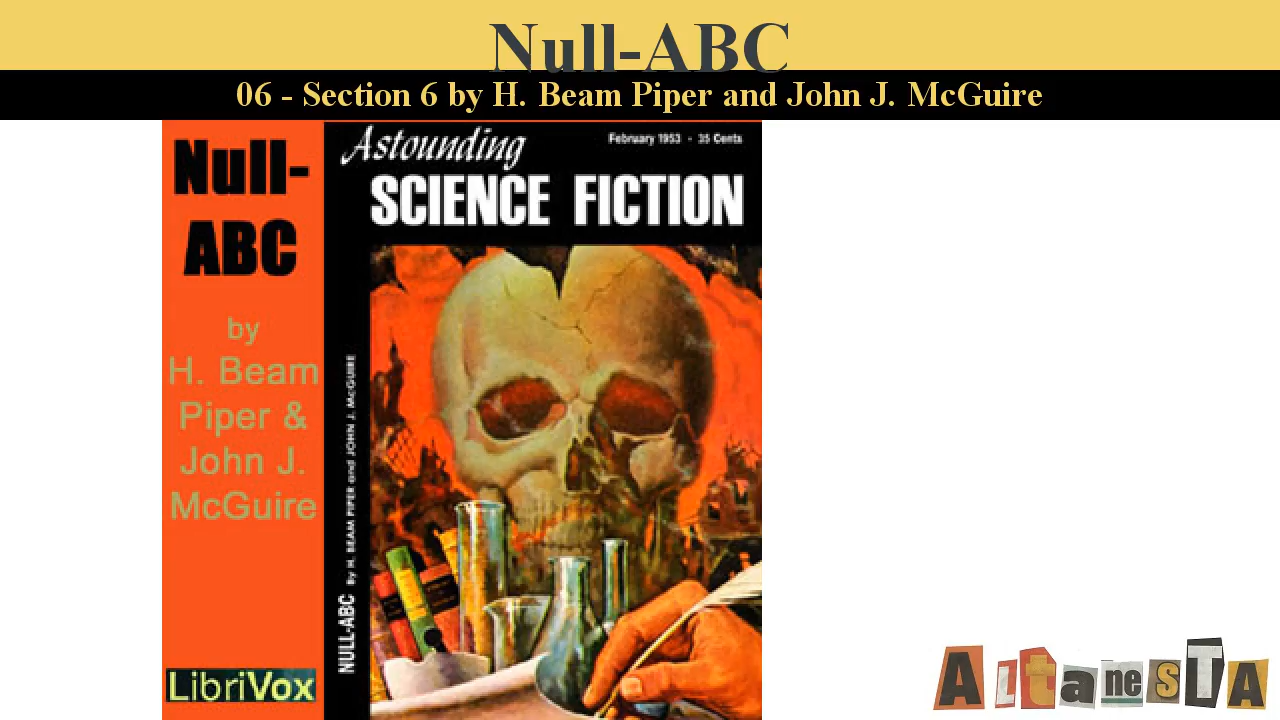 Null-ABC
06 - Section 6 by H. Beam Piper and John J. McGuire
Null-
ABC
by
H. Beam
Piper &
John J.
McGuire
LibriVox
Astounding
February 1953 - 35 Cents
SCIENCE FICTION
NULL-ABC By H. BEAM PIPER and JOHN J. McGUIRE
AltanesTA